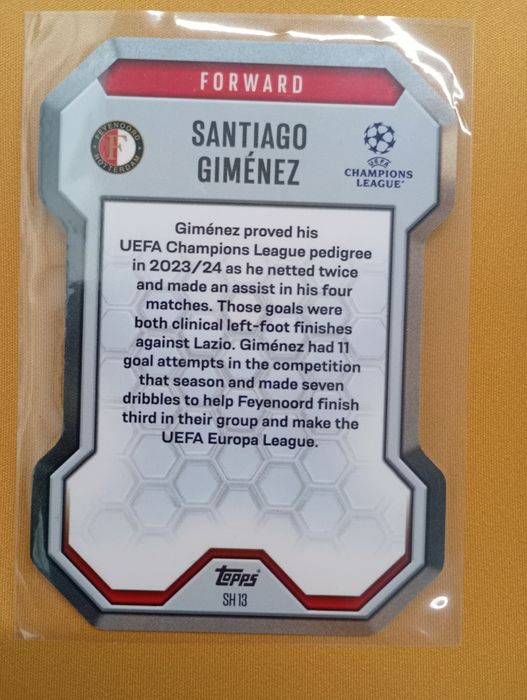 FORWARD
FEYENOORD
ROTTERDAM
SANTIAGO
GIMÉNEZ
UEFA
CHAMPIONS
LEAGUE
Giménez proved his
UEFA Champions League pedigree
in 2023/24 as he netted twice
and made an assist in his four
matches. Those goals were
both clinical left-foot finishes
against Lazio. Giménez had 11
goal attempts in the competition
that season and made seven
dribbles to help Feyenoord finish
third in their group and make the
UEFA Europa League.
Topps
SH 13